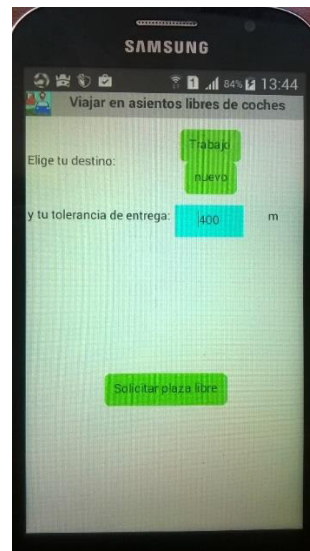 SAMSUNG
1 84% 13:44
Viajar en asientos libres de coches
Trabajo
Elige tu destino:
nuevo
y tu tolerancia de entrega: 400 m
Solicitar plaza libre